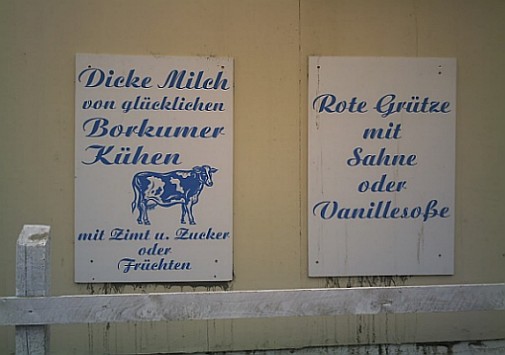 Dicke Milch
von glücklichen
Borkumer
Kühen
mit Zimt u. Zucker
oder
Früchten
Rote Grütze
mit
Sahne
oder
Vanillesoße